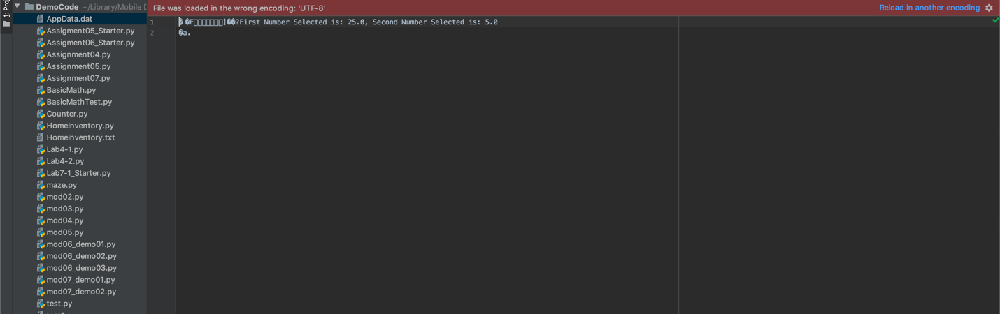 1: Pro
DemoCode ~/Library/Mobile D
AppData.dat
Assigment05_Starter.py
Assigment06_Starter.py
Assignment04.py
Assignment05.py
Assignment07.py
BasicMath.py
BasicMathTest.py
Counter.py
HomeInventory.py
HomeInventory.txt
Lab4-1.py
Lab4-2.py
Lab7-1_Starter.py
maze.py
mod02.py
mod03.py
mod04.py
mod05.py
mod06_demo01.py
mod06_demo02.py
mod06_demo03.py
mod07_demo01.py
mod07_demo02.py
test.py
File was loaded in the wrong encoding: 'UTF-8'
Reload in another encoding
1 � �F□□□□□□□]��?First Number Selected is: 25.0, Second Number Selected is: 5.0
2 �a.